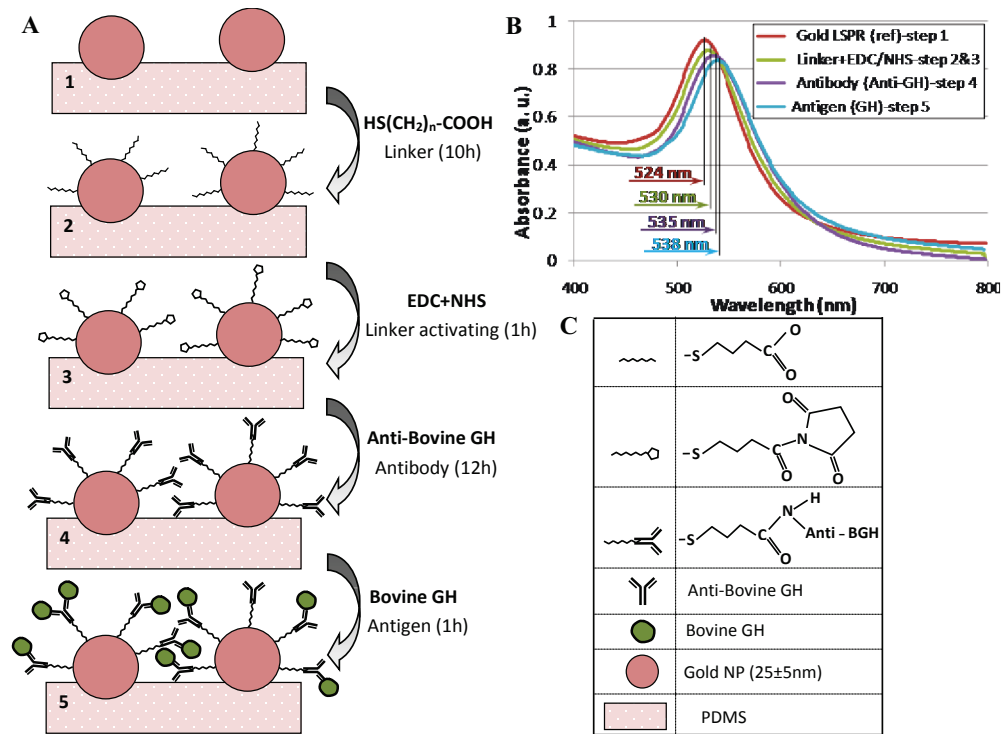 A
1
HS(CH2)n-COOH
Linker (10h)
2
EDC+NHS
Linker activating (1h)
3
Anti-Bovine GH
Antibody (12h)
4
Bovine GH
Antigen (1h)
5
B
Absorbance (a. u.)
1
0.8
0.6
0.4
0.2
0
Gold LSPR (ref)-step 1
Linker+EDC/NHS-step 2&3
Antibody (Anti-GH)-step 4
Antigen (GH)-step 5
524 nm
530 nm
535 nm
538 nm
400 500 600 700 800
Wavelength (nm)
C
-S C O O
-S C O N O O
-S C O N H Anti - BGH
Anti-Bovine GH
Bovine GH
Gold NP (25±5nm)
PDMS